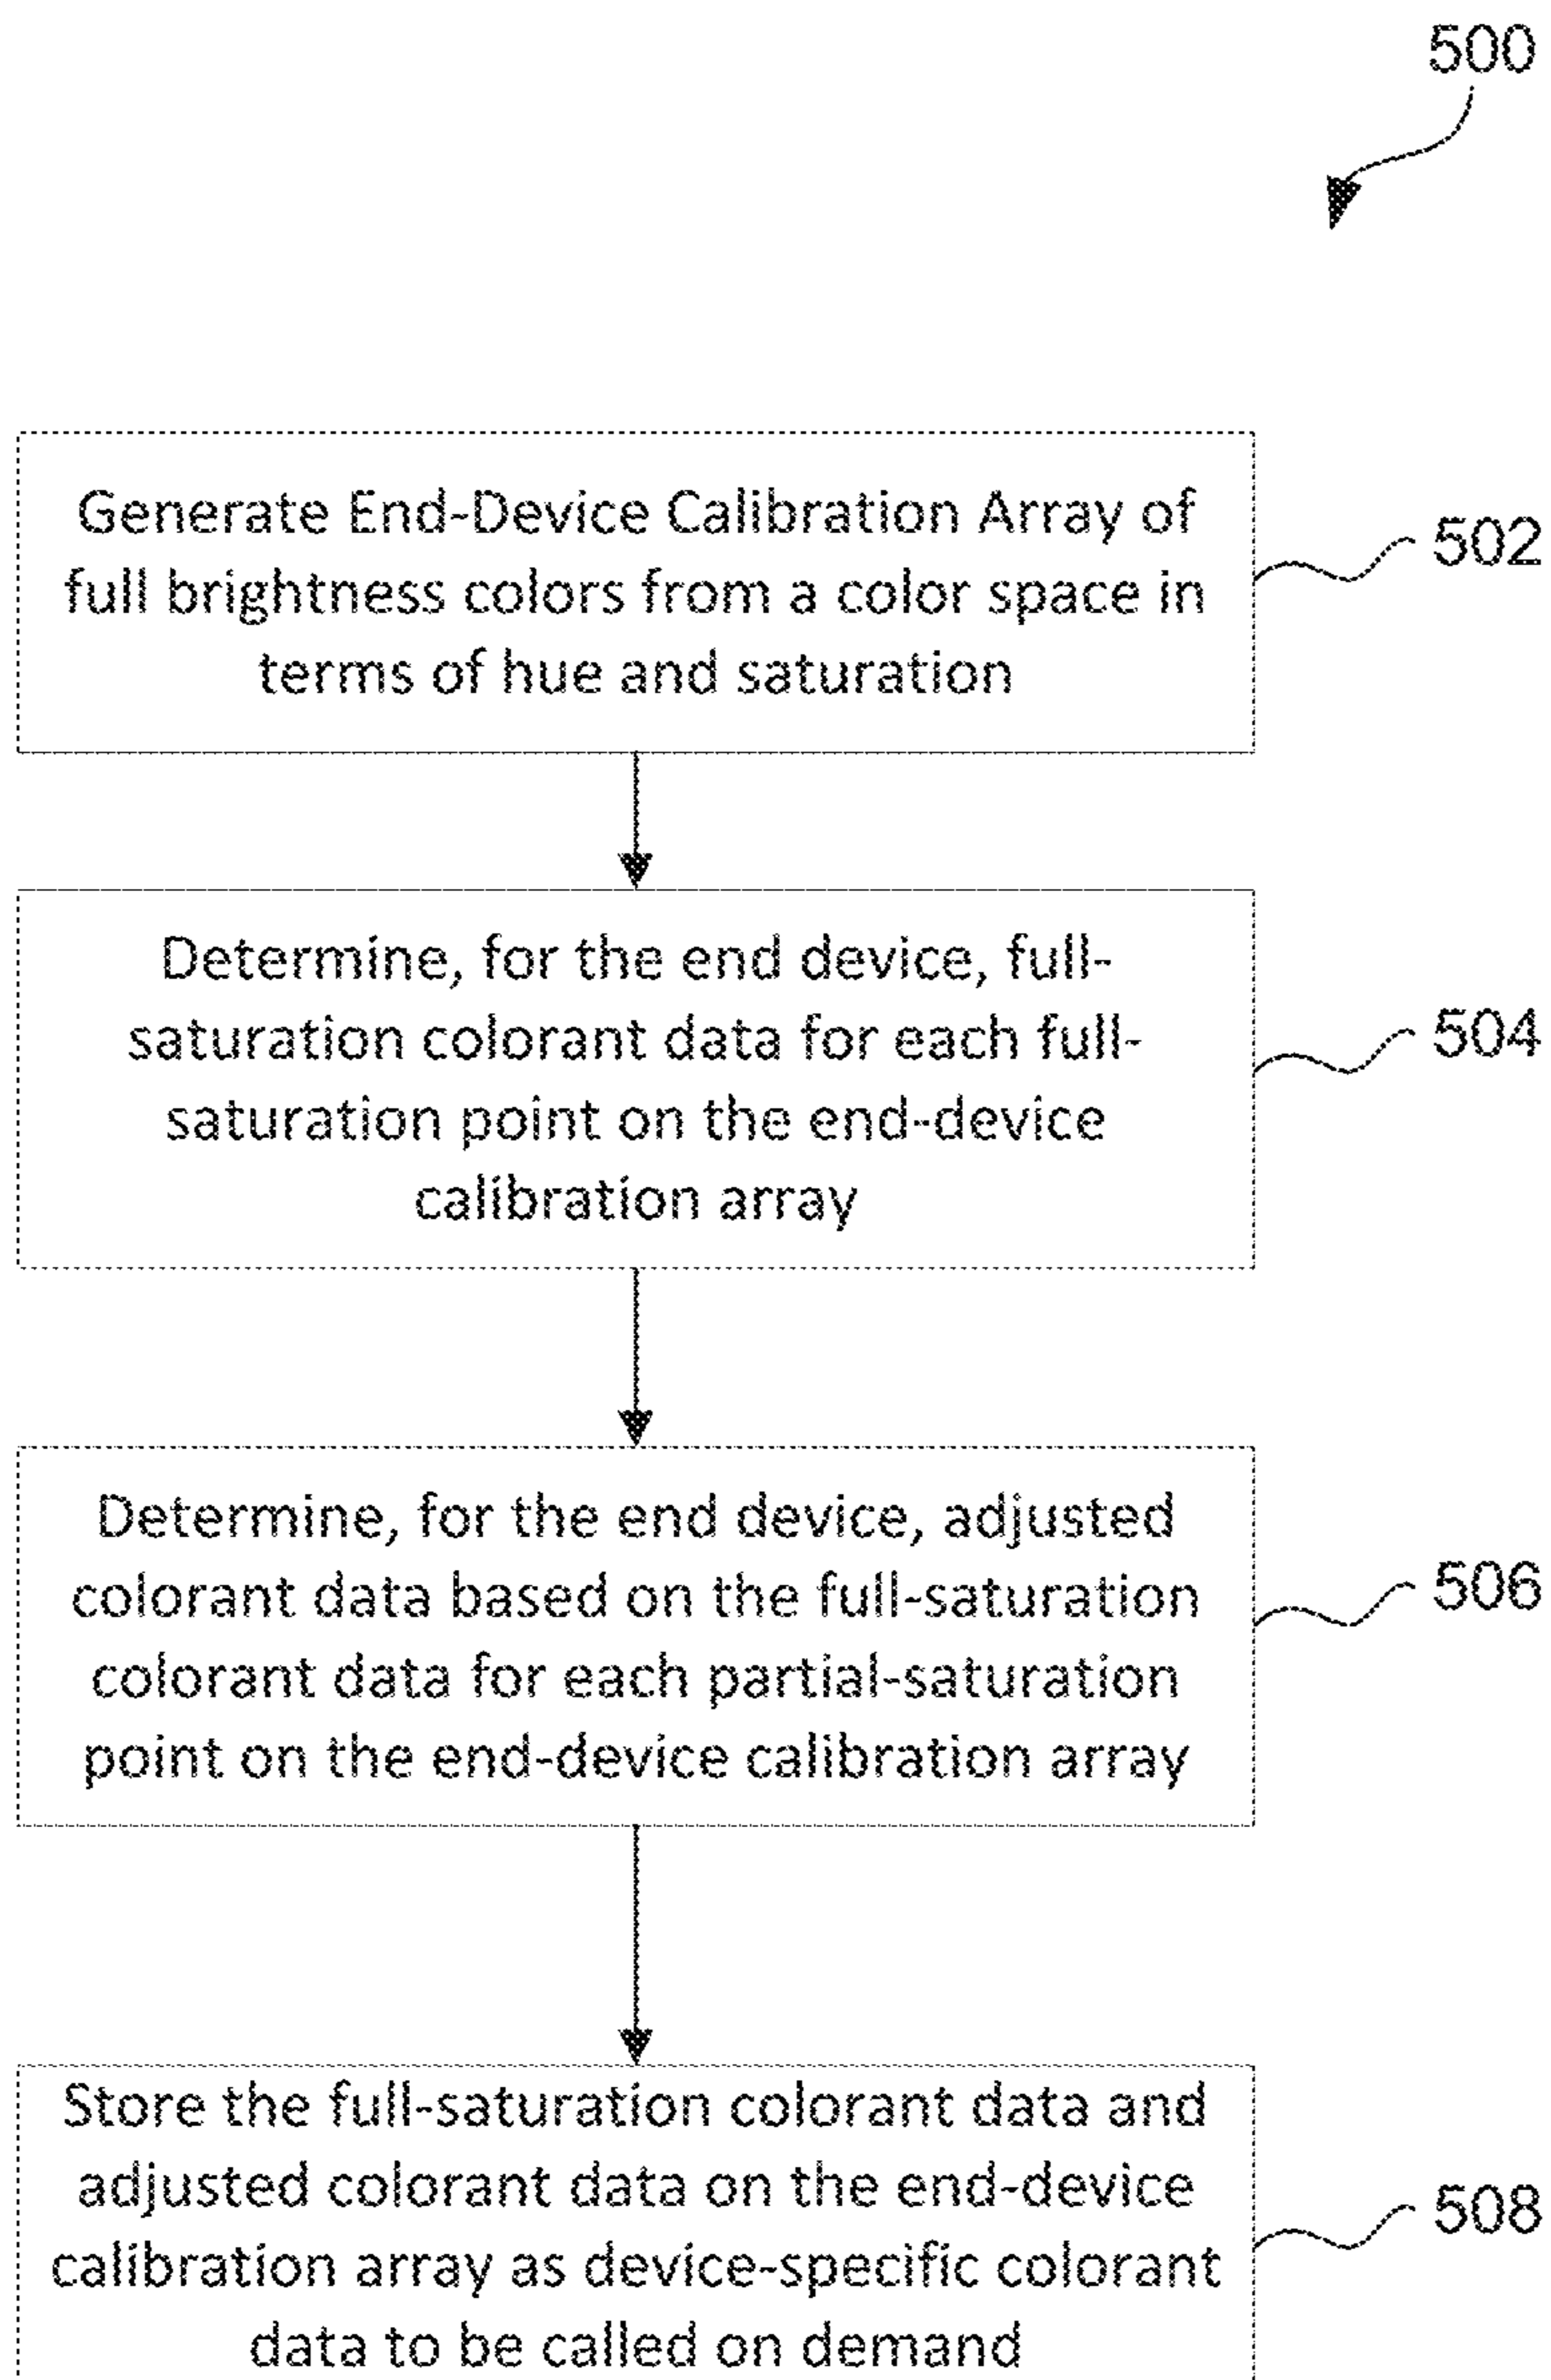 500
Generate End-Device Calibration Array of
full brightness colors from a color space in
terms of hue and saturation
502
Determine, for the end device, full-
saturation colorant data for each full-
saturation point on the end-device
calibration array
504
Determine, for the end device, adjusted
colorant data based on the full-saturation
colorant data for each partial-saturation
point on the end-device calibration array
506
Store the full-saturation colorant data and
adjusted colorant data on the end-device
calibration array as device-specific colorant
data to be called on demand
508